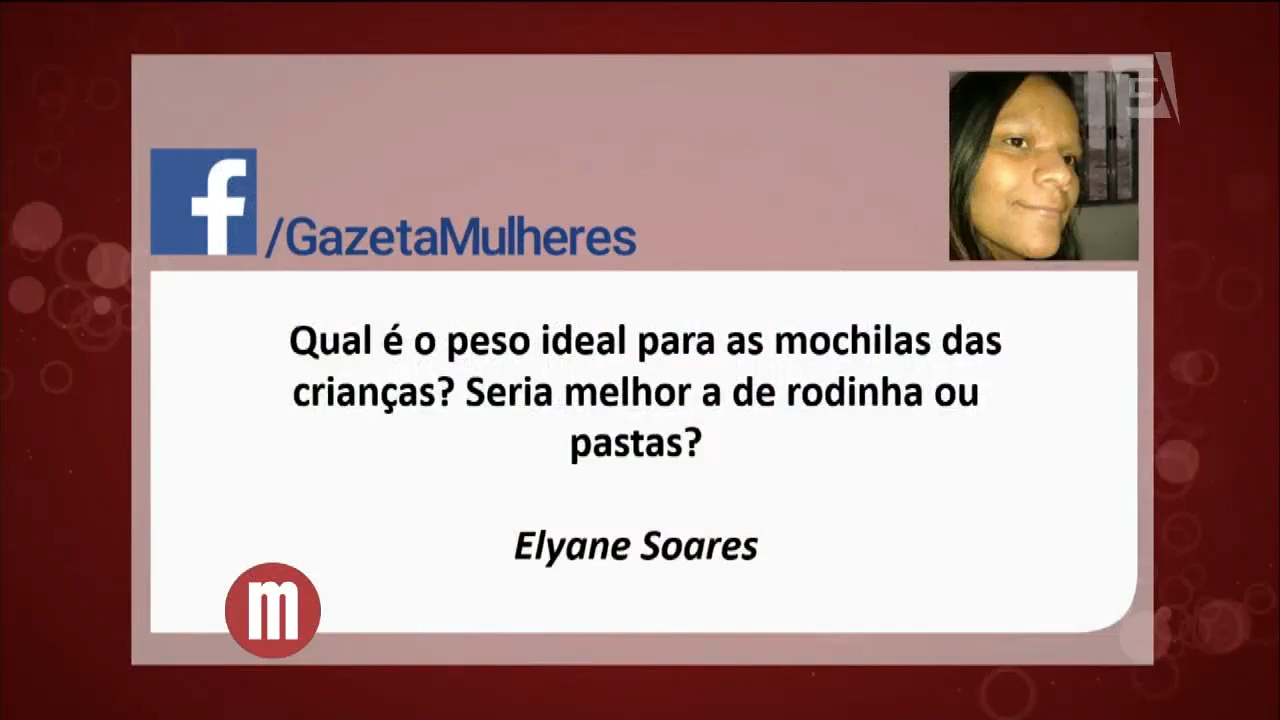 f
/GazetaMulheres
Qual é o peso ideal para as mochilas das
crianças? Seria melhor a de rodinha ou
pastas?
Elyane Soares
m